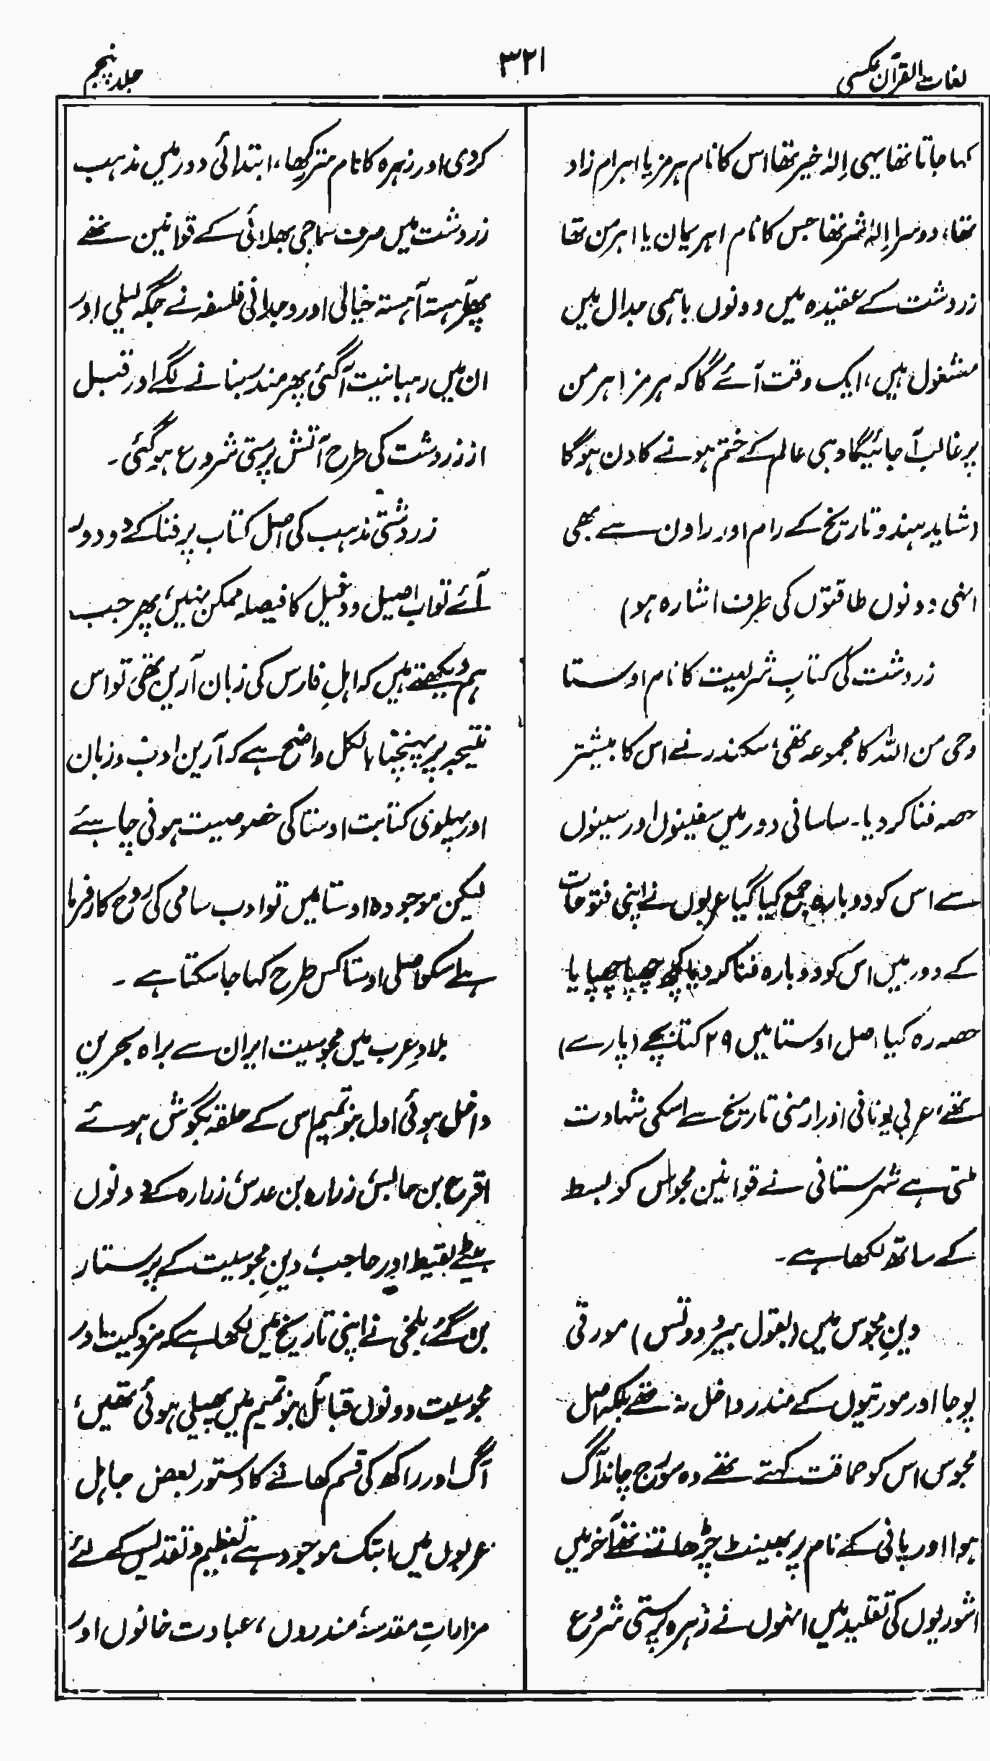 لغات القرآن عکسی
۳۲۱
جلد پنجم
کہا جاتا تھا یہی اِلٰہ خیر تھا اس کا نام ہرمز یا اہرام زاد
تھا، دوسرا اِلٰہ شر تھا جس کا نام اہریمان یا اہرمن تھا
زردشت کے عقیدہ میں دونوں باہمی جدال میں
مشغول ہیں، ایک وقت آئے گا کہ ہرمز اہرمن
پر غالب آ جائیگا وہی عالم کے ختم ہونے کا دن ہوگا
(شاید ہندو تاریخ کے رام اور راون سے بھی
انہی دونوں طاقتوں کی طرف اشارہ ہو)
زردشت کی کتابِ شریعت کا نام اوستا
وحی من اللہ کا مجموعہ تھی، سکندر نے اس کا بیشتر
حصہ فنا کر دیا۔ ساسانی دور میں سفینوں اور سینوں
سے اس کو دوبارہ جمع کیا گیا عربوں نے اپنی فتوحات
کے دور میں اس کو دوبارہ فنا کر دیا کچھ چھپا چھپایا
حصہ رہ گیا اصل اوستا میں ۲۹ کتابچے (پارے)
تھے، عربی یونانی اور ارمنی تاریخ سے اسکی شہادت
ملتی ہے شہرستانی نے قوانین مجوس کو بسط
کے ساتھ لکھا ہے۔
دینِ مجوس میں (بقول ہیرودوتس) مورتی
پوجا اور مورتیوں کے مندر داخل نہ تھے بلکہ اصل
مجوس اس کو حماقت کہتے تھے وہ سورج چاند آگ
ہوا اور پانی کے نام پر بھینٹ چڑھاتے تھے آخر میں
اشوریوں کی تقلید میں انہوں نے زہرہ پرستی شروع
کر دی اور زہرہ کا نام متر رکھا، ابتدائی دور میں مذہب
زردشت میں صرف سماجی بھلائی کے قوانین تھے
پھر آہستہ آہستہ خیالی اور وجدانی فلسفہ نے جگہ لیلی اور
ان میں رہبانیت آ گئی پھر مندر بنانے لگے اور قبل
از زردشت کی طرح آتش پرستی شروع ہو گئی۔
زردشتی مذہب کی اصل کتاب پر فنا کے دو دور
آئے تو اب اصیل و دخیل کا فیصلہ ممکن نہیں، پھر جب
ہم دیکھتے ہیں کہ اہلِ فارس کی زبان آرین تھی تو اس
نتیجہ پر پہنچنا بالکل واضح ہے کہ آرین ادب و زبان
اور پہلوی کتابت اوستا کی خصوصیت ہونی چاہئے
لیکن موجودہ اوستا میں تو ادب سامی کی روح کارفرما
ہے اسکو اصلی اوستا کس طرح کہا جا سکتا ہے۔
بلادِ عرب میں مجوسیت ایران سے براہ بحرین
داخل ہوئی اول بنو تمیم اس کے حلقہ بگوش ہوئے
اقرع بن حابس، زرارہ بن عدس، زرارہ کے دونوں
بیٹے لقیط اور حاجب، دینِ مجوسیت کے پرستار
بن گئے، بلخی نے اپنی تاریخ میں لکھا ہے کہ مزدکیت اور
مجوسیت دونوں قبائل بنو تمیم میں پھیلی ہوئی تھیں،
آگ اور راکھ کی قسم کھانے کا دستور بعض جاہل
عربوں میں ابتک موجود ہے تعظیم و تقدیس کے لئے
مزاراتِ مقدسہ، مندروں، عبادت خانوں اور